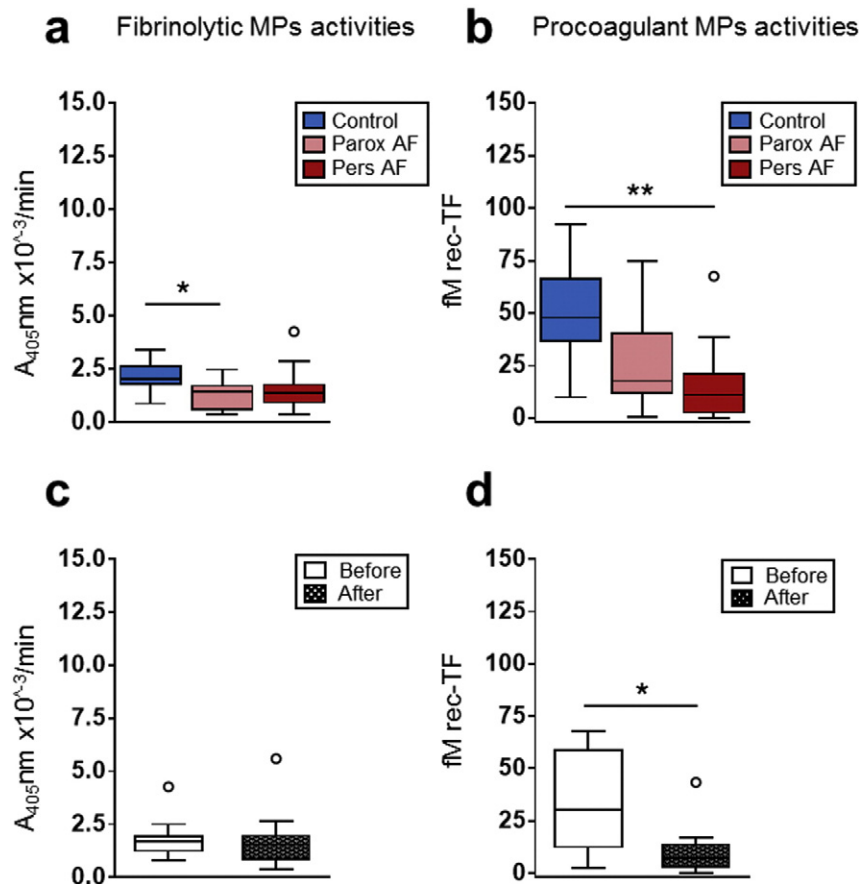 a Fibrinolytic MPs activities
b Procoagulant MPs activities
A405nm x10^-3/min
15.0
12.5
10.0
7.5
5.0
2.5
0.0
Control
Parox AF
Pers AF
*
fM rec-TF
150
125
100
75
50
25
0
Control
Parox AF
Pers AF
**
c
A405nm x10^-3/min
15.0
12.5
10.0
7.5
5.0
2.5
0.0
Before
After
d
fM rec-TF
150
125
100
75
50
25
0
Before
After
*